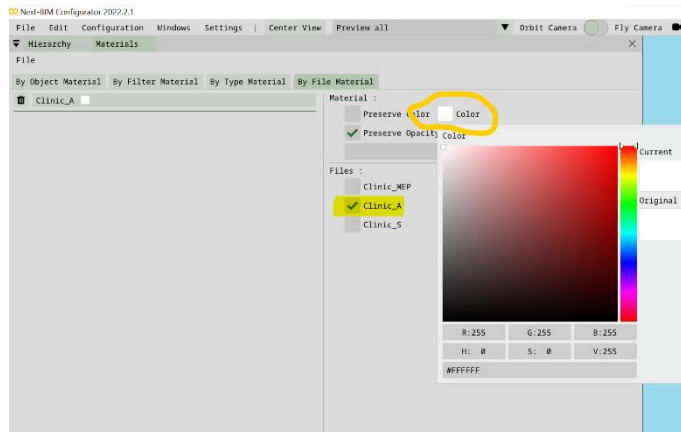 Next-BIM Configurator 2022.2.1
File Edit Configuration Windows Settings | Center View Preview all ▼ Orbit Camera Fly Camera
▼ Hierarchy Materials ×
File
By Object Material By Filter Material By Type Material By File Material
Clinic_A
Material :
Preserve Color Color
Preserve Opacity
Color
Current
Original
Files :
Clinic_MEP
Clinic_A
Clinic_S
R:255 G:255 B:255
H: 0 S: 0 V:255
#FFFFFF